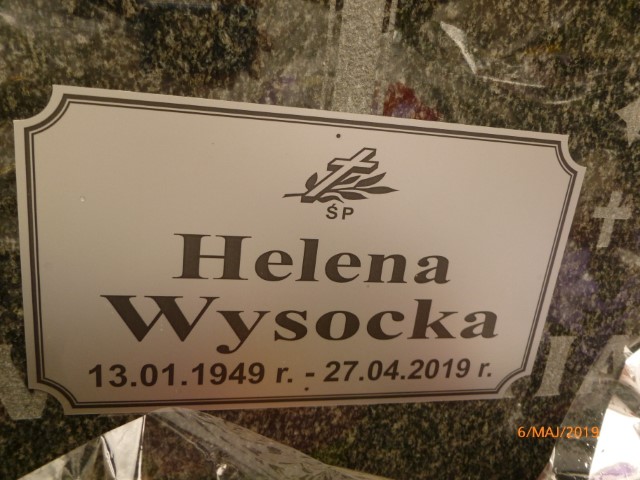 ŚP
Helena
Wysocka
13.01.1949 r. - 27.04.2019 r.
6/MAJ/2019